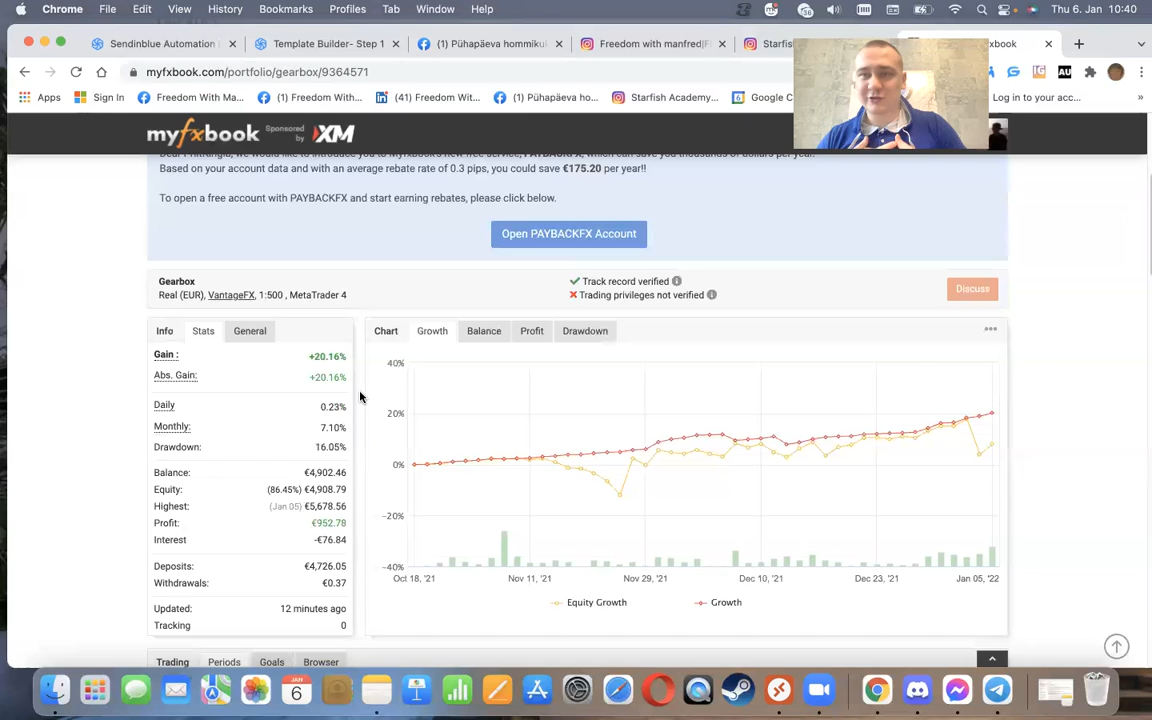 Chrome File Edit View History Bookmarks Profiles Tab Window Help Thu 6. Jan 10:40
Sendinblue Automation Template Builder- Step 1 (1) Pühapäeva hommiku Freedom with manfred|F Starfis xbook
myfxbook.com/portfolio/gearbox/9364571
Apps Sign In Freedom With Ma... (1) Freedom With... (41) Freedom Wit... (1) Pühapäeva ho... Starfish Academy... Google C Log in to your acc... »
myfxbook Sponsored by XM
Based on your account data and with an average rebate rate of 0.3 pips, you could save €175.20 per year!!
To open a free account with PAYBACKFX and start earning rebates, please click below.
Open PAYBACKFX Account
Gearbox
Real (EUR), VantageFX, 1:500 , MetaTrader 4
Track record verified
Trading privileges not verified
Discuss
Info Stats General
Gain : +20.16%
Abs. Gain: +20.16%
Daily 0.23%
Monthly: 7.10%
Drawdown: 16.05%
Balance: €4,902.46
Equity: (86.45%) €4,908.79
Highest: (Jan 05) €5,678.56
Profit: €952.78
Interest -€76.84
Deposits: €4,726.05
Withdrawals: €0.37
Updated: 12 minutes ago
Tracking 0
Chart Growth Balance Profit Drawdown
40%
20%
0%
-20%
-40%
Oct 18, '21 Nov 11, '21 Nov 29, '21 Dec 10, '21 Dec 23, '21 Jan 05, '22
Equity Growth Growth
Trading Periods Goals Browser
JAN
6